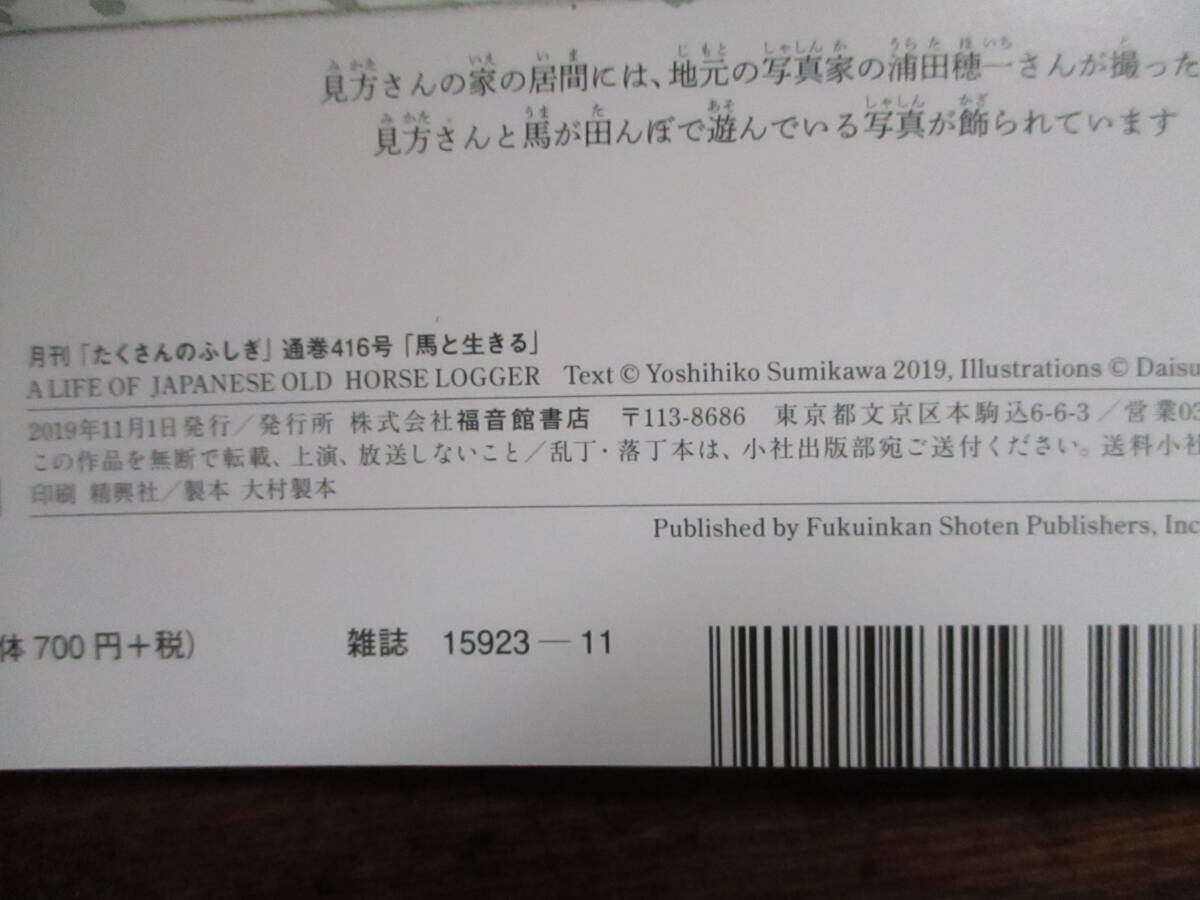 見方さんの家の居間には、地元の写真家の浦田穂一さんが撮った
見方さんと馬が田んぼで遊んでいる写真が飾られています
月刊「たくさんのふしぎ」通巻416号「馬と生きる」
A LIFE OF JAPANESE OLD HORSE LOGGER Text © Yoshihiko Sumikawa 2019, Illustrations © Daisu
2019年11月1日発行／発行所 株式会社福音館書店 〒113-8686 東京都文京区本駒込6-6-3／営業03
この作品を無断で転載、上演、放送しないこと／乱丁・落丁本は、小社出版部宛ご送付ください。送料小社
印刷 精興社／製本 大村製本
Published by Fukuinkan Shoten Publishers, Inc
体 700円＋税）
雑誌 15923―11